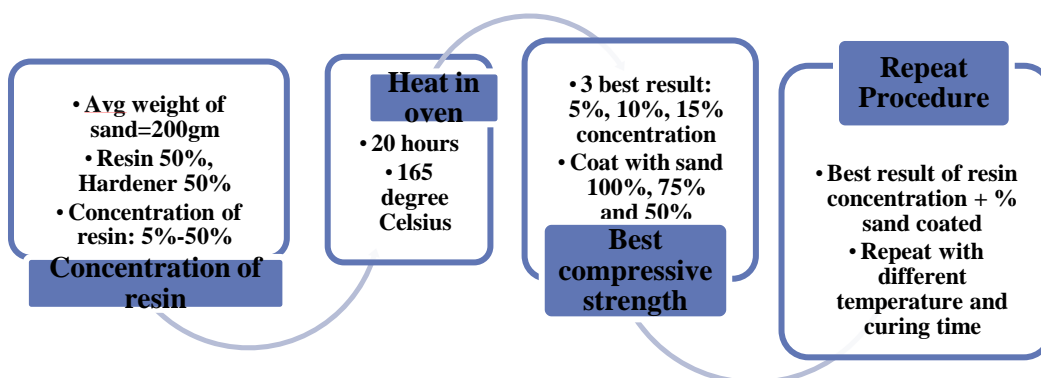 • Avg weight of
sand=200gm
• Resin 50%,
Hardener 50%
• Concentration of
resin: 5%-50%
Concentration of
resin
Heat in
oven
• 20 hours
• 165
degree
Celsius
• 3 best result:
5%, 10%, 15%
concentration
• Coat with sand
100%, 75%
and 50%
Best
compressive
strength
Repeat
Procedure
• Best result of resin
concentration + %
sand coated
• Repeat with
different
temperature and
curing time